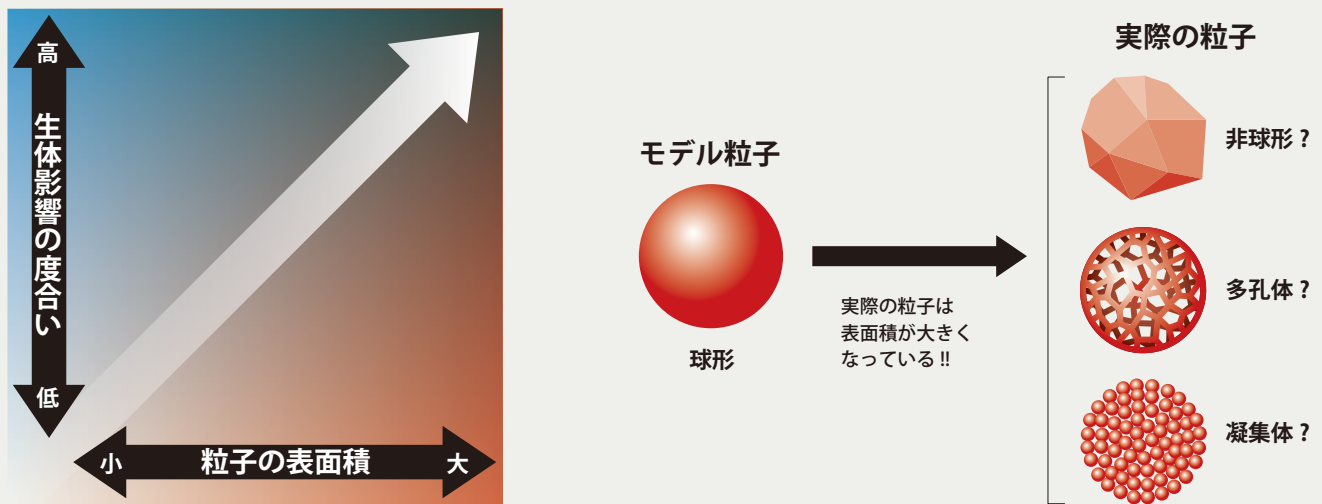 高
生体影響の度合い
低
小
粒子の表面積
大
モデル粒子
球形
実際の粒子は
表面積が大きく
なっている!!
実際の粒子
非球形?
多孔体?
凝集体?